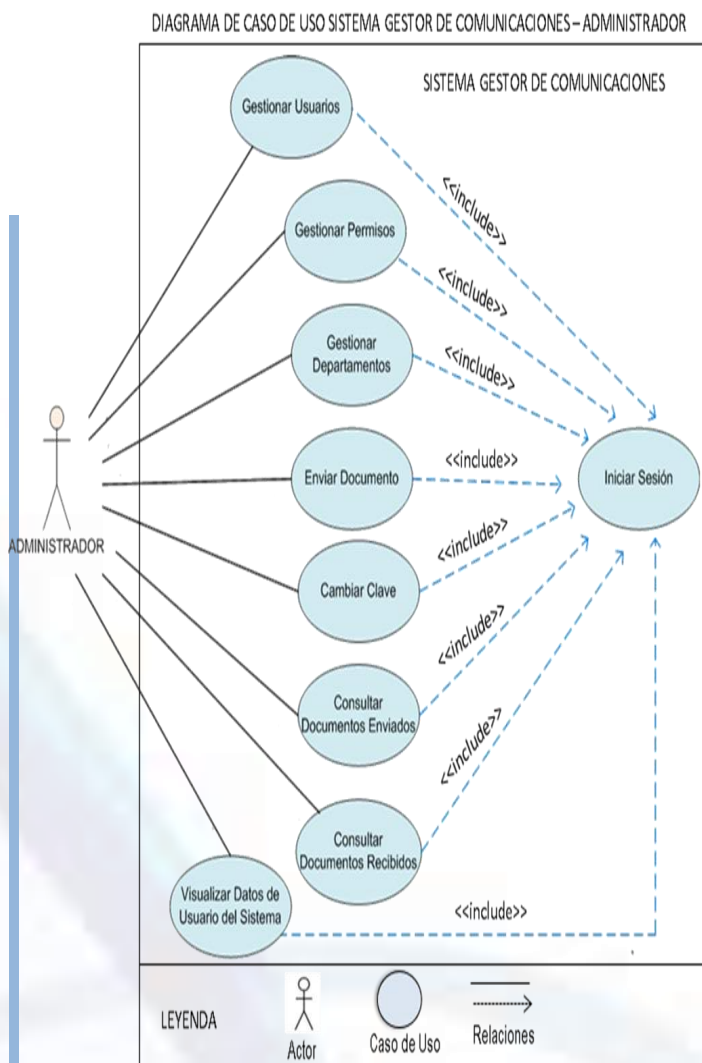 DIAGRAMA DE CASO DE USO SISTEMA GESTOR DE COMUNICACIONES – ADMINISTRADOR
SISTEMA GESTOR DE COMUNICACIONES
Gestionar Usuarios
<<include>>
Gestionar Permisos
<<include>>
Gestionar
Departamentos
<<include>>
Enviar Documento
<<include>>
Iniciar Sesión
ADMINISTRADOR
Cambiar Clave
<<include>>
Consultar
Documentos Enviados
<<include>>
Consultar
Documentos Recibidos
<<include>>
Visualizar Datos de
Usuario del Sistema
<<include>>
LEYENDA
Actor
Caso de Uso
Relaciones